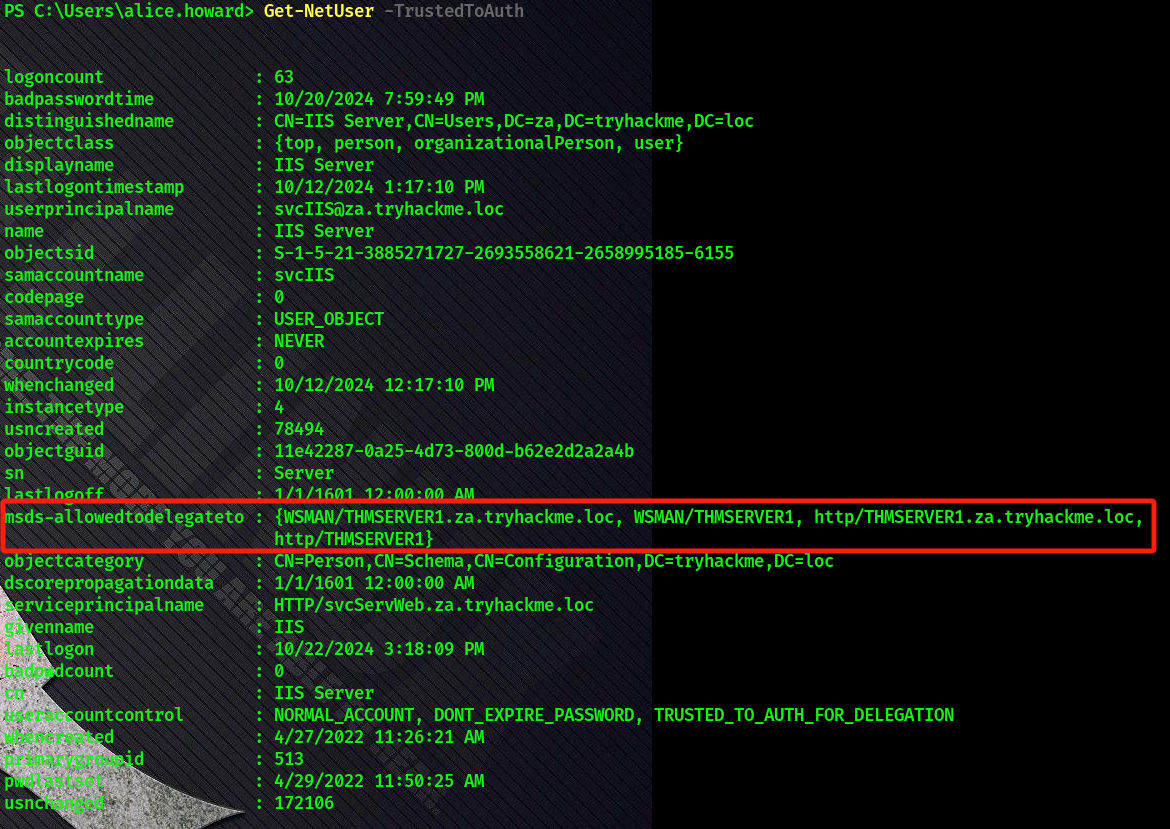 PS C:\Users\alice.howard> Get-NetUser -TrustedToAuth
logoncount : 63
badpasswordtime : 10/20/2024 7:59:49 PM
distinguishedname : CN=IIS Server,CN=Users,DC=za,DC=tryhackme,DC=loc
objectclass : {top, person, organizationalPerson, user}
displayname : IIS Server
lastlogontimestamp : 10/12/2024 1:17:10 PM
userprincipalname : svcIIS@za.tryhackme.loc
name : IIS Server
objectsid : S-1-5-21-3885271727-2693558621-2658995185-6155
samaccountname : svcIIS
codepage : 0
samaccounttype : USER_OBJECT
accountexpires : NEVER
countrycode : 0
whenchanged : 10/12/2024 12:17:10 PM
instancetype : 4
usncreated : 78494
objectguid : 11e42287-0a25-4d73-800d-b62e2d2a2a4b
sn : Server
lastlogoff : 1/1/1601 12:00:00 AM
msds-allowedtodelegateto : {WSMAN/THMSERVER1.za.tryhackme.loc, WSMAN/THMSERVER1, http/THMSERVER1.za.tryhackme.loc,
http/THMSERVER1}
objectcategory : CN=Person,CN=Schema,CN=Configuration,DC=tryhackme,DC=loc
dscorepropagationdata : 1/1/1601 12:00:00 AM
serviceprincipalname : HTTP/svcServWeb.za.tryhackme.loc
givenname : IIS
lastlogon : 10/22/2024 3:18:09 PM
badpwdcount : 0
cn : IIS Server
useraccountcontrol : NORMAL_ACCOUNT, DONT_EXPIRE_PASSWORD, TRUSTED_TO_AUTH_FOR_DELEGATION
whencreated : 4/27/2022 11:26:21 AM
primarygroupid : 513
pwdlastset : 4/29/2022 11:50:25 AM
usnchanged : 172106